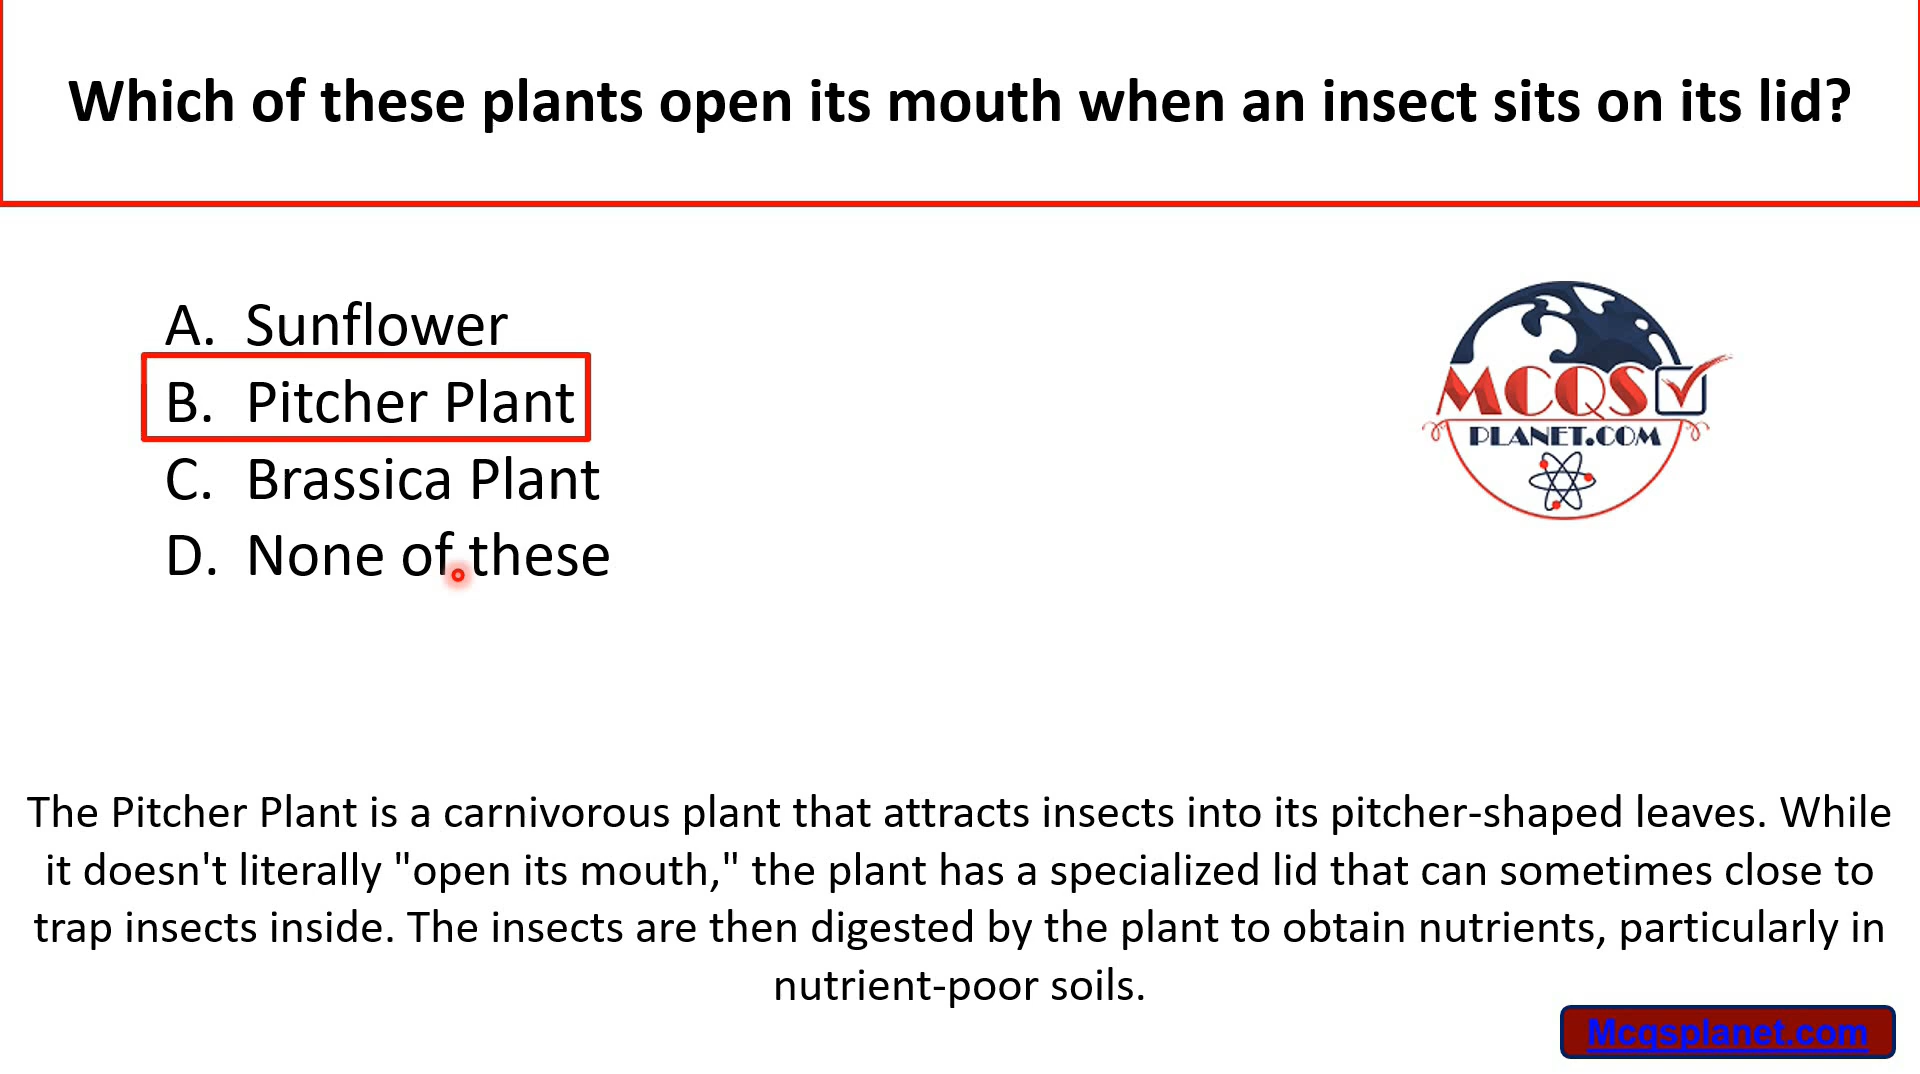 Which of these plants open its mouth when an insect sits on its lid?
A. Sunflower
B. Pitcher Plant
C. Brassica Plant
D. None of these
MCQS
PLANET.COM
The Pitcher Plant is a carnivorous plant that attracts insects into its pitcher-shaped leaves. While
it doesn't literally "open its mouth," the plant has a specialized lid that can sometimes close to
trap insects inside. The insects are then digested by the plant to obtain nutrients, particularly in
nutrient-poor soils.
Mcqsplanet.com